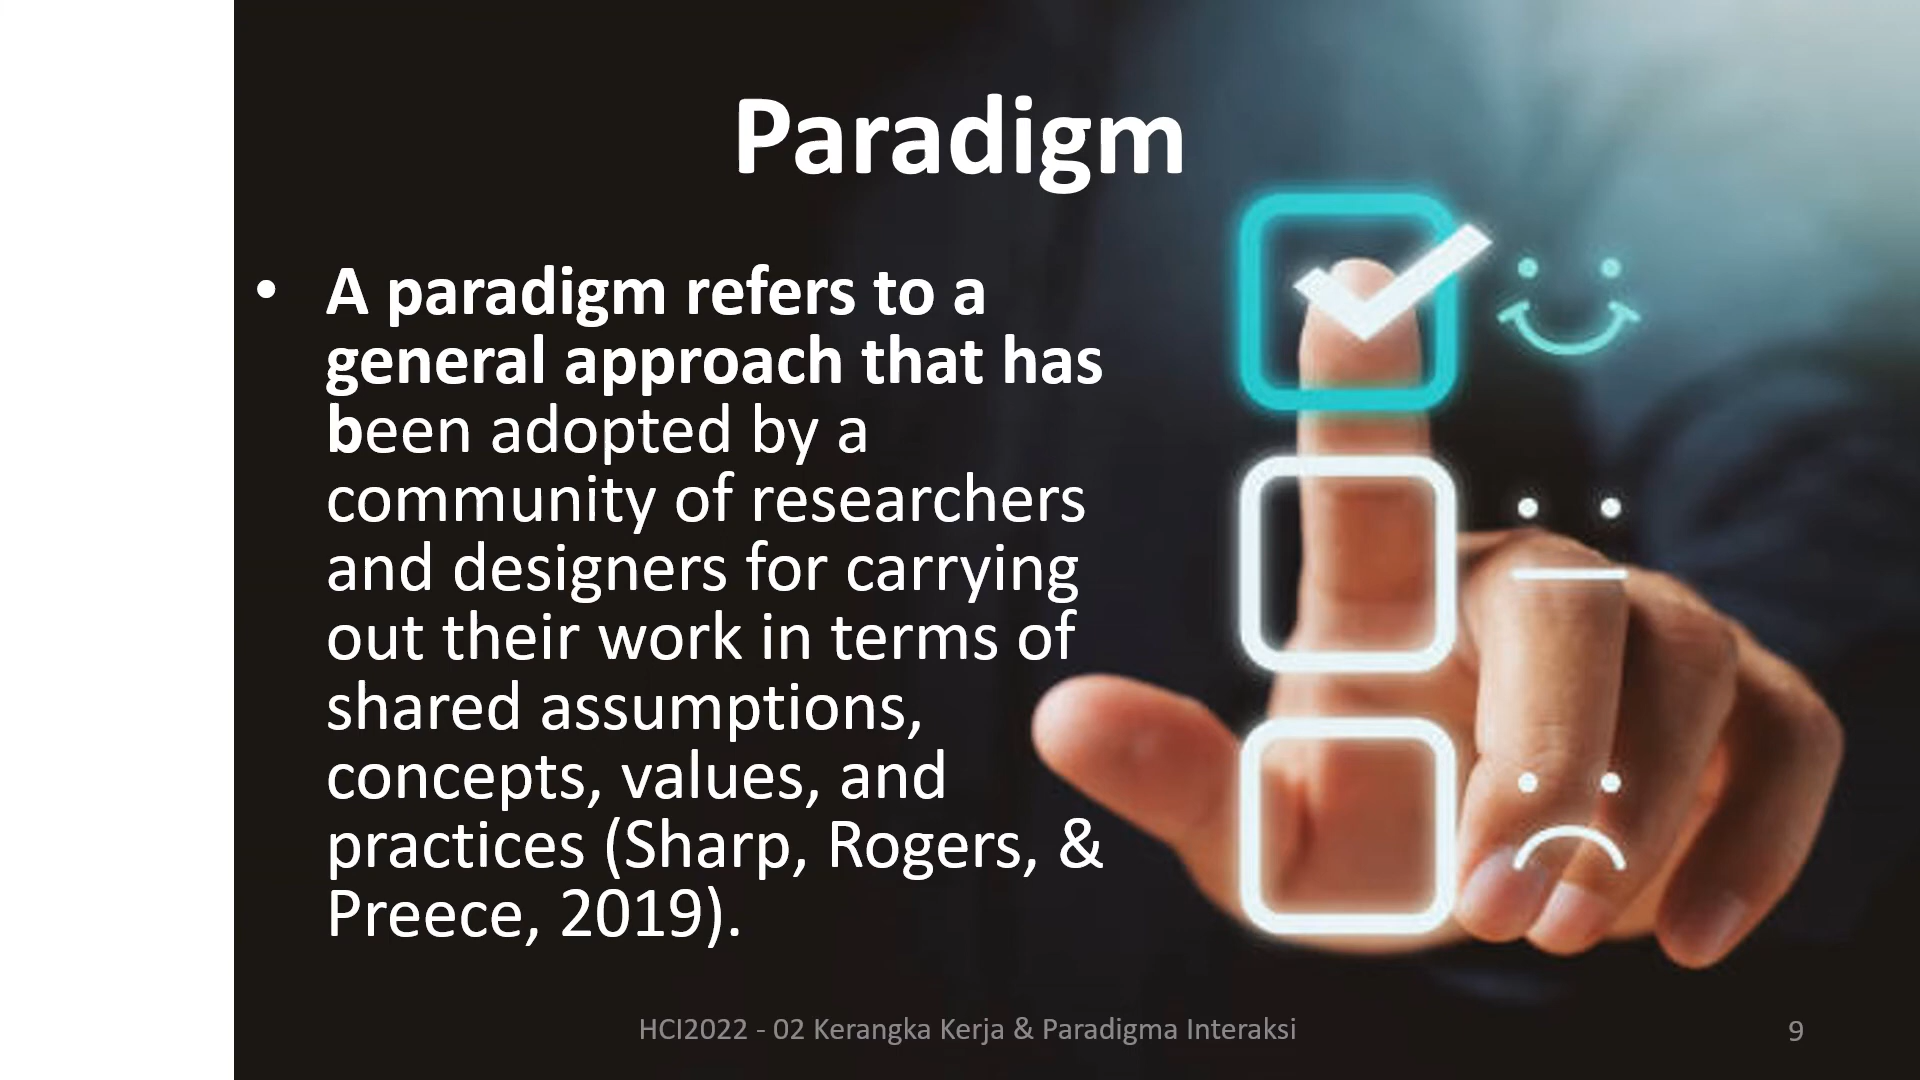 Paradigm
• A paradigm refers to a
general approach that has
been adopted by a
community of researchers
and designers for carrying
out their work in terms of
shared assumptions,
concepts, values, and
practices (Sharp, Rogers, &
Preece, 2019).
HCI2022 - 02 Kerangka Kerja & Paradigma Interaksi
9